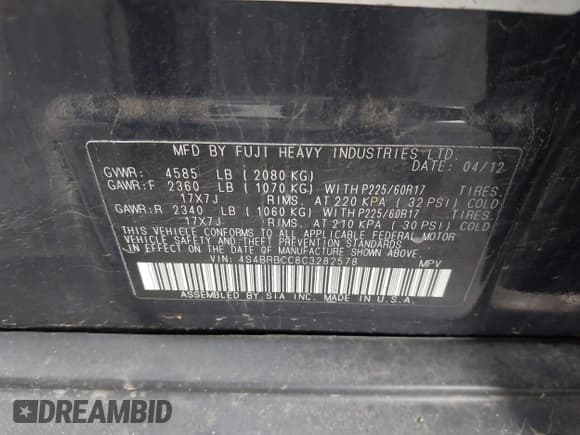 MFD BY FUJI HEAVY INDUSTRIES LTD.
DATE: 04/12
GVWR: 4585 LB (2080 KG)
GAWR:F 2360 LB (1070 KG) WITH P225/60R17 TIRES.
17X7J RIMS. AT 220 KPA (32 PSI) COLD
GAWR:R 2340 LB (1060 KG) WITH P225/60R17 TIRES.
17X7J RIMS. AT 210 KPA (30 PSI) COLD
THIS VEHICLE CONFORMS TO ALL APPLICABLE FEDERAL MOTOR
VEHICLE SAFETY AND THEFT PREVENTION STANDARDS
IN EFFECT ON THE DATE OF MANUFACTURE SHOWN ABOVE.
VIN: 4S4BRBCC8C3282578 MPV
ASSEMBLED BY SIA INC. MADE IN U.S.A.
DREAMBID